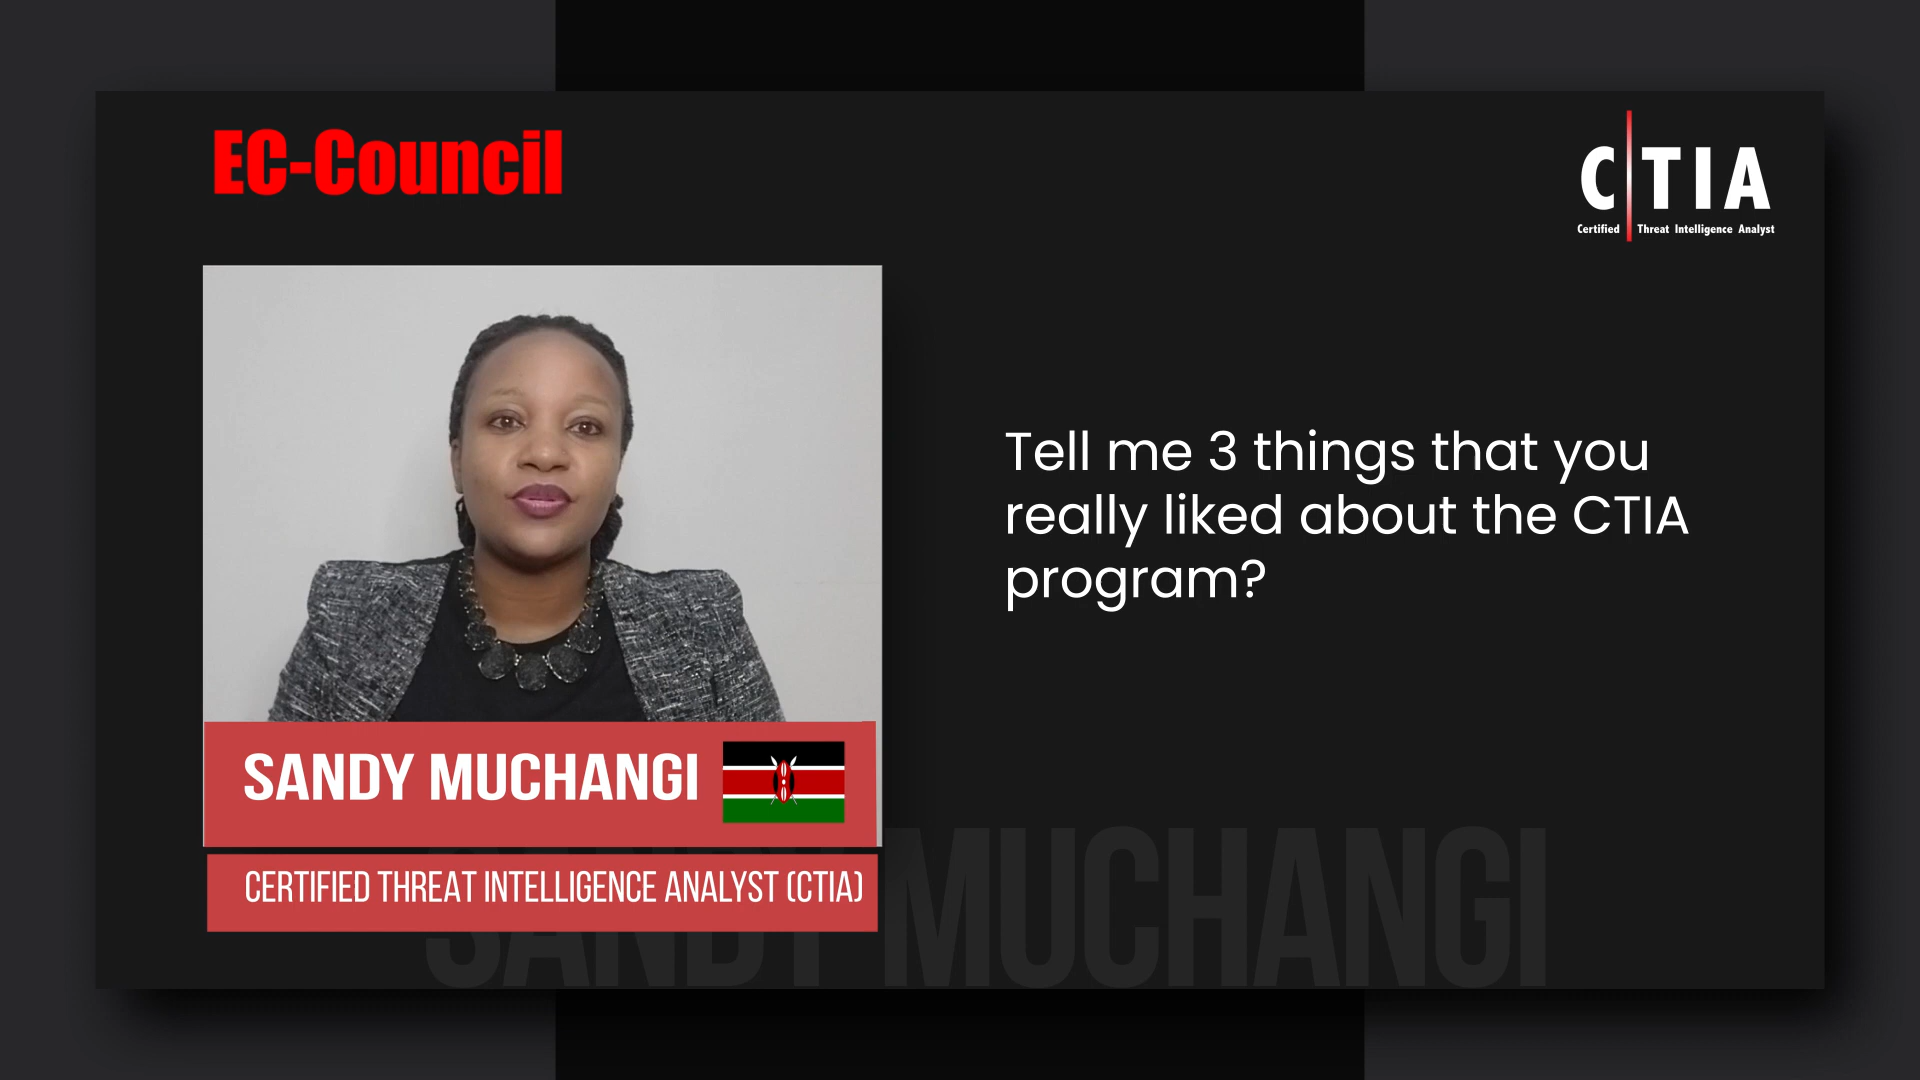 EC-Council
C TIA
Certified Threat Intelligence Analyst
Tell me 3 things that you
really liked about the CTIA
program?
SANDY MUCHANGI
CERTIFIED THREAT INTELLIGENCE ANALYST (CTIA)
SANDY MUCHANGI